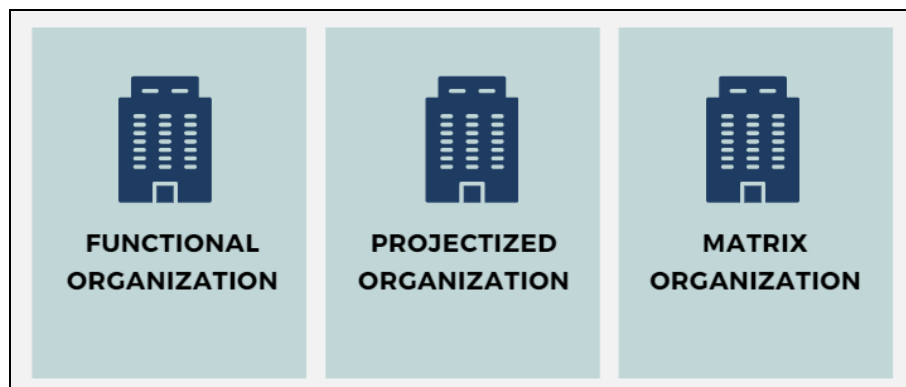 FUNCTIONAL
ORGANIZATION
PROJECTIZED
ORGANIZATION
MATRIX
ORGANIZATION